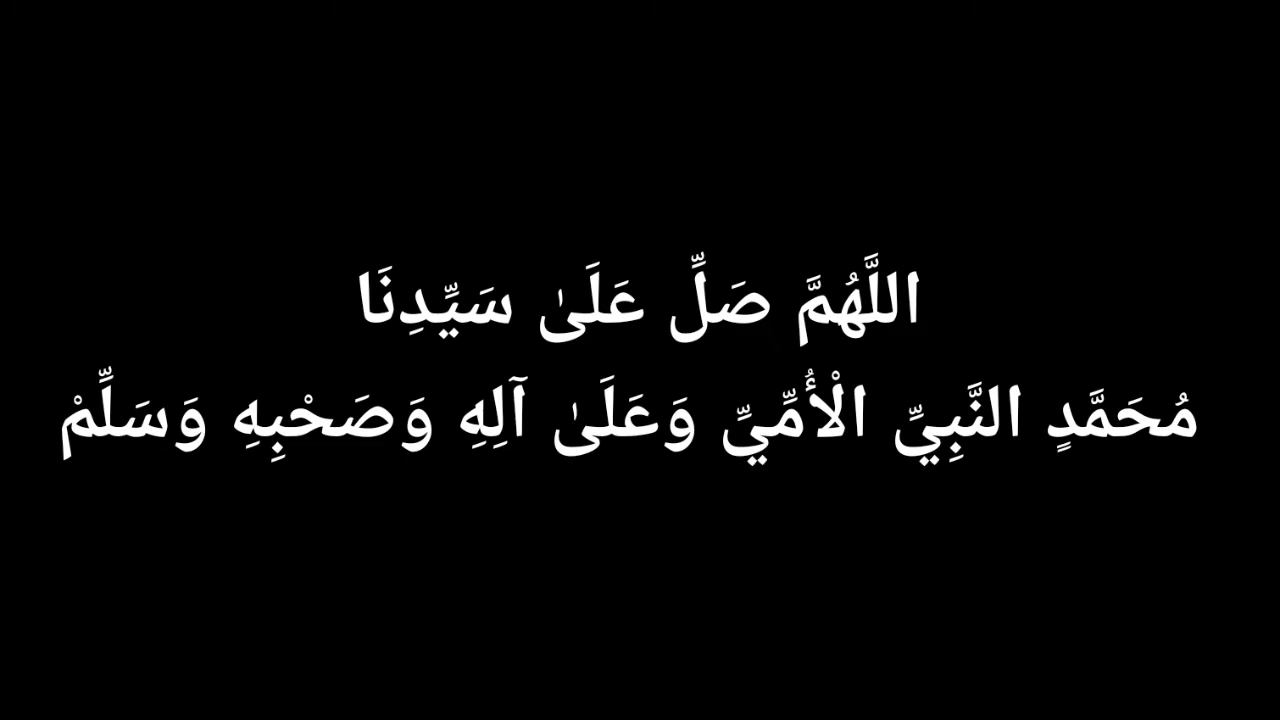 اللَّهُمَّ صَلِّ عَلَىٰ سَيِّدِنَا
مُحَمَّدٍ النَّبِيِّ الْأُمِّيِّ وَعَلَىٰ آلِهِ وَصَحْبِهِ وَسَلِّمْ